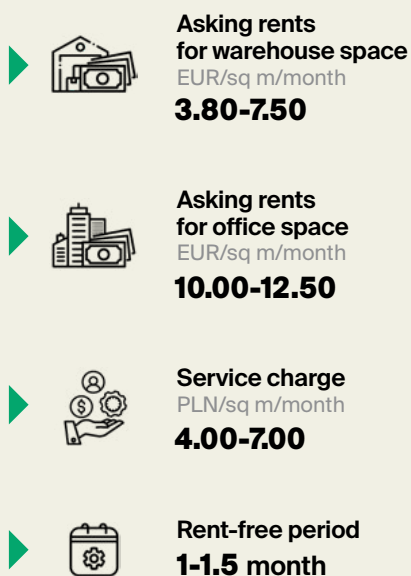 Asking rents
for warehouse space
EUR/sq m/month
3.80-7.50
Asking rents
for office space
EUR/sq m/month
10.00-12.50
Service charge
PLN/sq m/month
4.00-7.00
Rent-free period
1-1.5 month